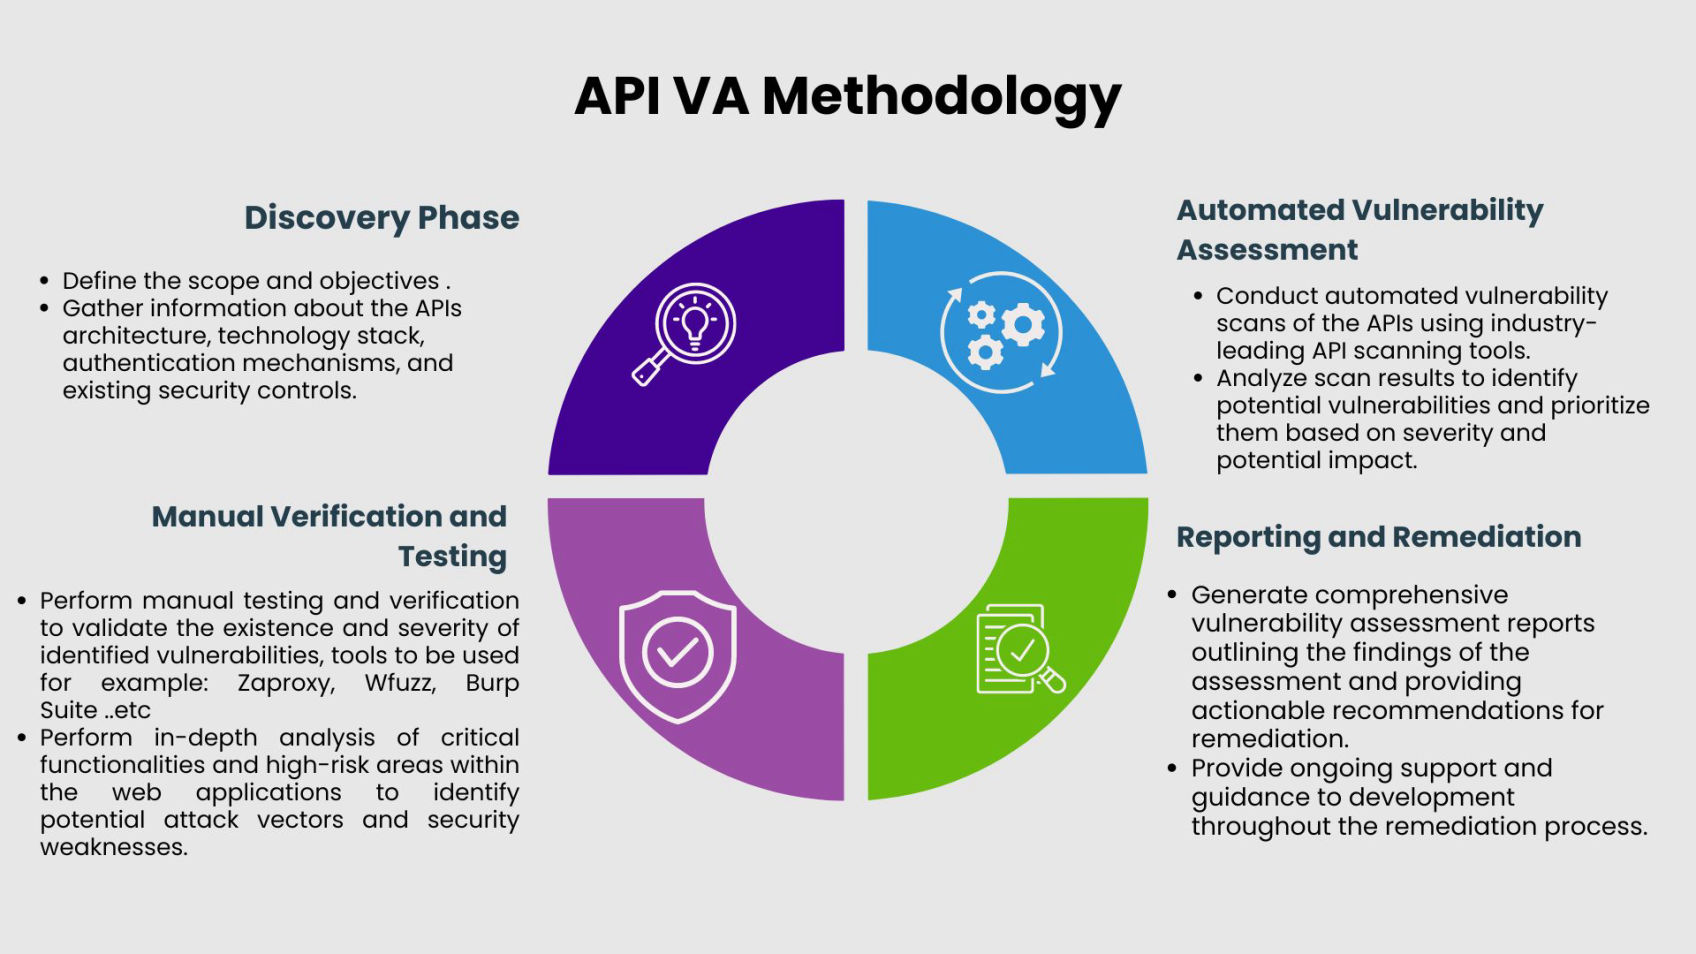 API VA Methodology
Discovery Phase
• Define the scope and objectives .
• Gather information about the APIs
architecture, technology stack,
authentication mechanisms, and
existing security controls.
Automated Vulnerability
Assessment
• Conduct automated vulnerability
scans of the APIs using industry-
leading API scanning tools.
• Analyze scan results to identify
potential vulnerabilities and prioritize
them based on severity and
potential impact.
Manual Verification and
Testing
• Perform manual testing and verification
to validate the existence and severity of
identified vulnerabilities, tools to be used
for example: Zaproxy, Wfuzz, Burp
Suite ..etc
• Perform in-depth analysis of critical
functionalities and high-risk areas within
the web applications to identify
potential attack vectors and security
weaknesses.
Reporting and Remediation
• Generate comprehensive
vulnerability assessment reports
outlining the findings of the
assessment and providing
actionable recommendations for
remediation.
• Provide ongoing support and
guidance to development
throughout the remediation process.